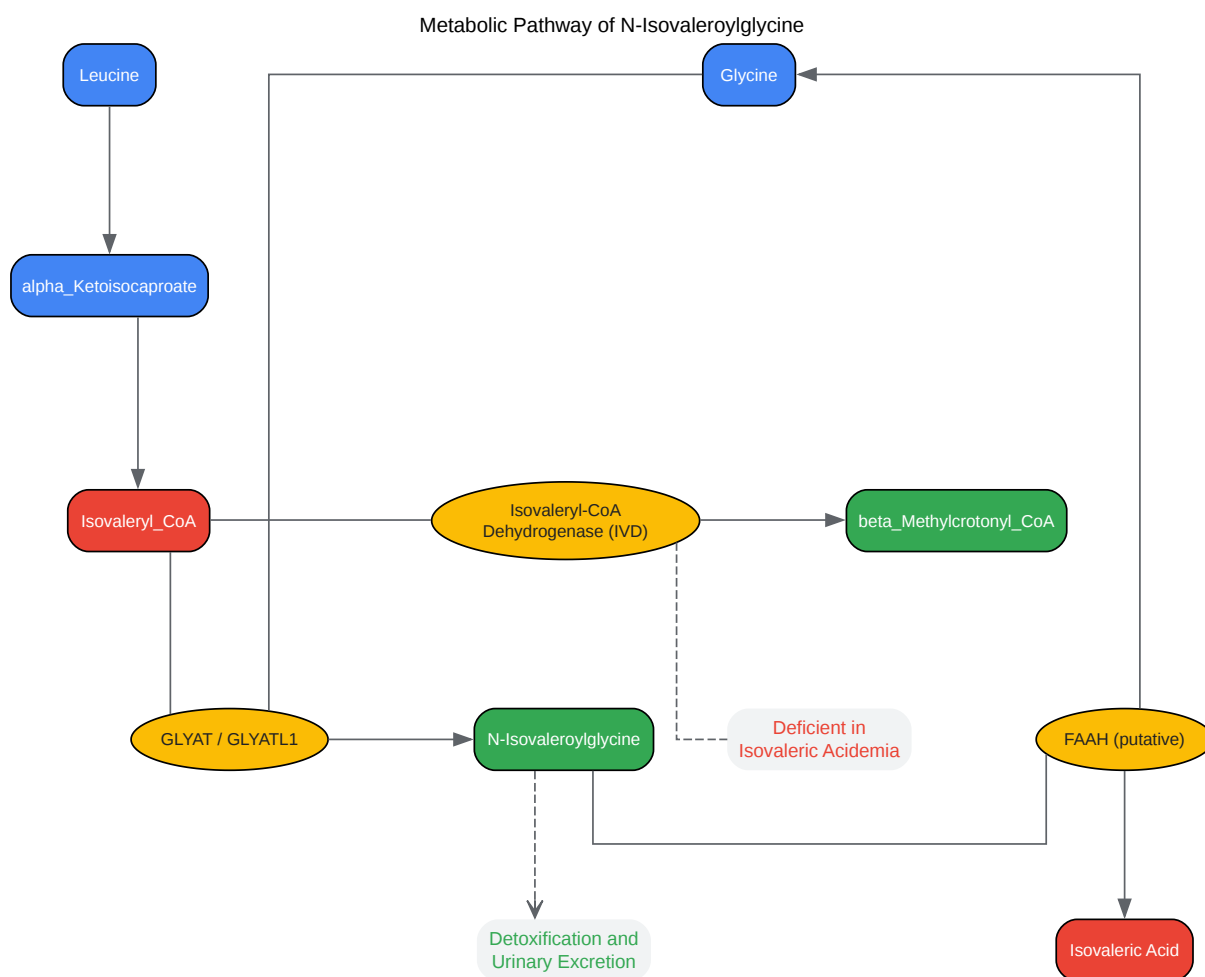 Metabolic Pathway of N-Isovaleroylglycine
Leucine
Glycine
alpha_Ketoisocaproate
Isovaleryl_CoA
Isovaleryl-CoA
Dehydrogenase (IVD)
beta_Methylcrotonyl_CoA
GLYAT / GLYATL1
N-Isovaleroylglycine
Deficient in
Isovaleric Acidemia
FAAH (putative)
Detoxification and
Urinary Excretion
Isovaleric Acid